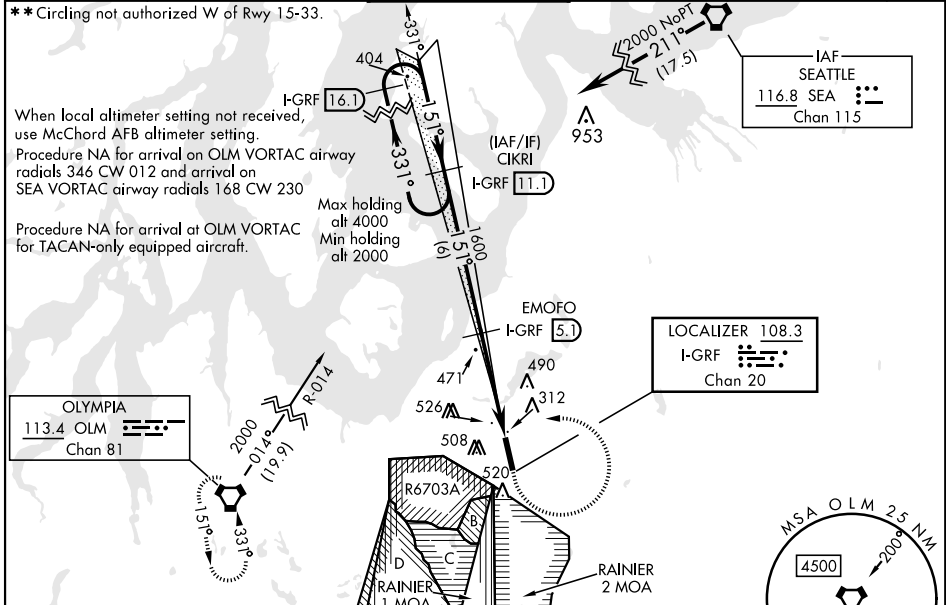 ** Circling not authorized W of Rwy 15-33.
331°
404
I-GRF 16.1
151°
331°
2000 NoPT
211°
(17.5)
953
IAF
SEATTLE
116.8 SEA
Chan 115
When local altimeter setting not received,
use McChord AFB altimeter setting.
Procedure NA for arrival on OLM VORTAC airway
radials 346 CW 012 and arrival on
SEA VORTAC airway radials 168 CW 230
Procedure NA for arrival at OLM VORTAC
for TACAN-only equipped aircraft.
(IAF/IF)
CIKRI
I-GRF 11.1
Max holding
alt 4000
Min holding
alt 2000
1600
151°
(6)
EMOFO
I-GRF 5.1
LOCALIZER 108.3
I-GRF
Chan 20
471
490
312
526
508
520
OLYMPIA
113.4 OLM
Chan 81
2000
014°
(19.9)
R-014
151°
331°
R6703A
B
C
D
RAINIER
1 MOA
RAINIER
2 MOA
MSA OLM 25 NM
4500
200°